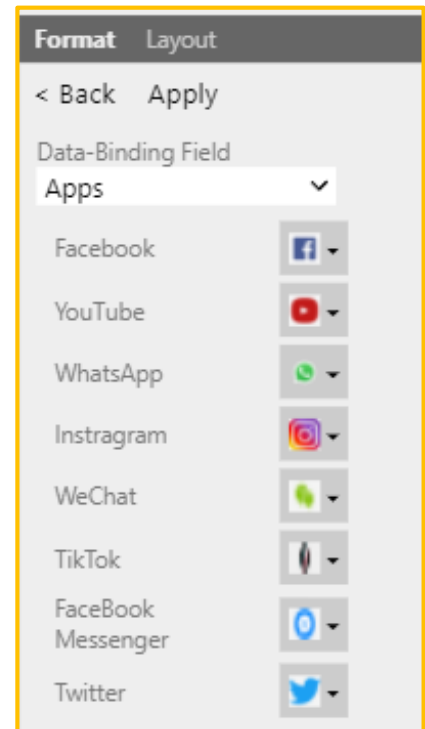 Format Layout
< Back Apply
Data-Binding Field
Apps
Facebook
YouTube
WhatsApp
Instragram
WeChat
TikTok
FaceBook
Messenger
Twitter